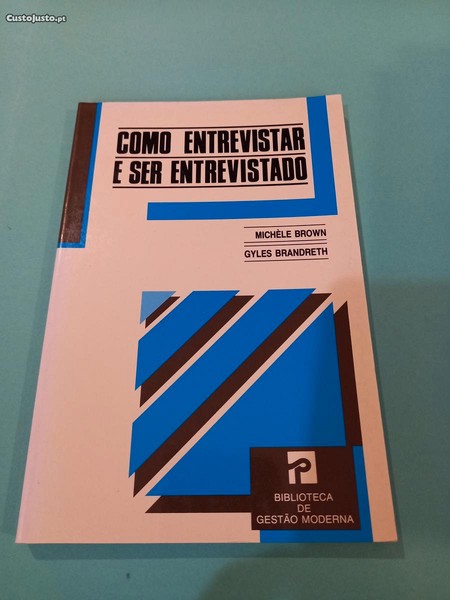 CustoJusto.pt
COMO ENTREVISTAR
E SER ENTREVISTADO
MICHÈLE BROWN
GYLES BRANDRETH
BIBLIOTECA
DE
GESTÃO MODERNA